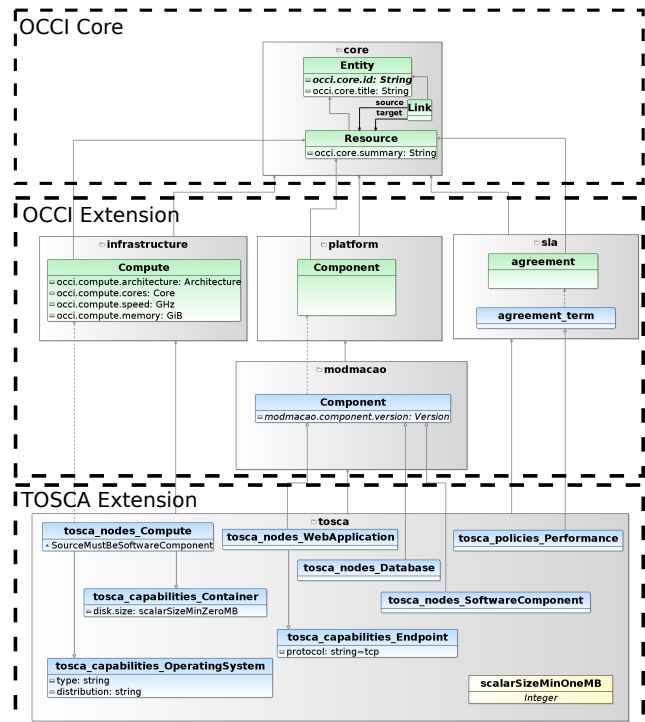 OCCI Core
core
Entity
occi.core.id: String
occi.core.title: String
source
target
Link
Resource
occi.core.summary: String
OCCI Extension
infrastructure
Compute
occi.compute.architecture: Architecture
occi.compute.cores: Core
occi.compute.speed: GHz
occi.compute.memory: GiB
platform
Component
sla
agreement
agreement_term
modmacao
Component
modmacao.component.version: Version
TOSCA Extension
tosca
tosca_nodes_Compute
SourceMustBeSoftwareComponent
tosca_nodes_WebApplication
tosca_policies_Performance
tosca_nodes_Database
tosca_capabilities_Container
disk.size: scalarSizeMinZeroMB
tosca_nodes_SoftwareComponent
tosca_capabilities_Endpoint
protocol: string=tcp
tosca_capabilities_OperatingSystem
type: string
distribution: string
scalarSizeMinOneMB
Integer